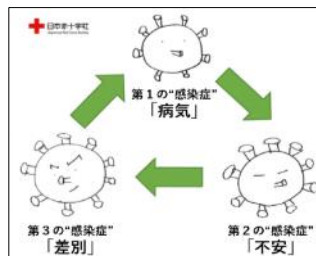 日本赤十字社
第1の“感染症”
「病気」
第3の“感染症”
「差別」
第2の“感染症”
「不安」